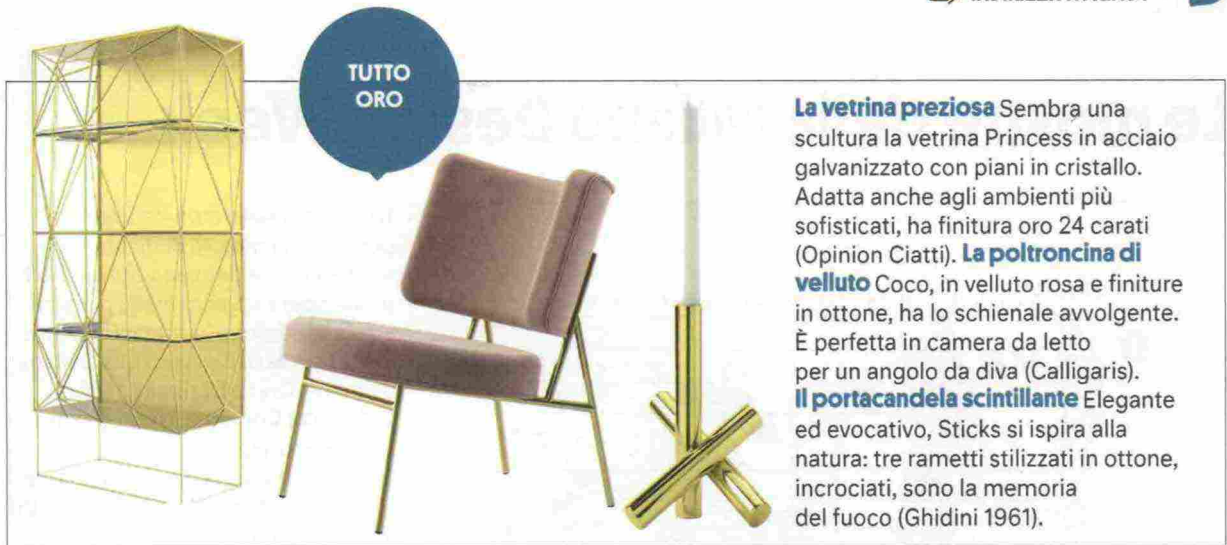 TUTTO
ORO
La vetrina preziosa Sembra una
scultura la vetrina Princess in acciaio
galvanizzato con piani in cristallo.
Adatta anche agli ambienti più
sofisticati, ha finitura oro 24 carati
(Opinion Ciatti). La poltroncina di
velluto Coco, in velluto rosa e finiture
in ottone, ha lo schienale avvolgente.
È perfetta in camera da letto
per un angolo da diva (Calligaris).
Il portacandela scintillante Elegante
ed evocativo, Sticks si ispira alla
natura: tre rametti stilizzati in ottone,
incrociati, sono la memoria
del fuoco (Ghidini 1961).